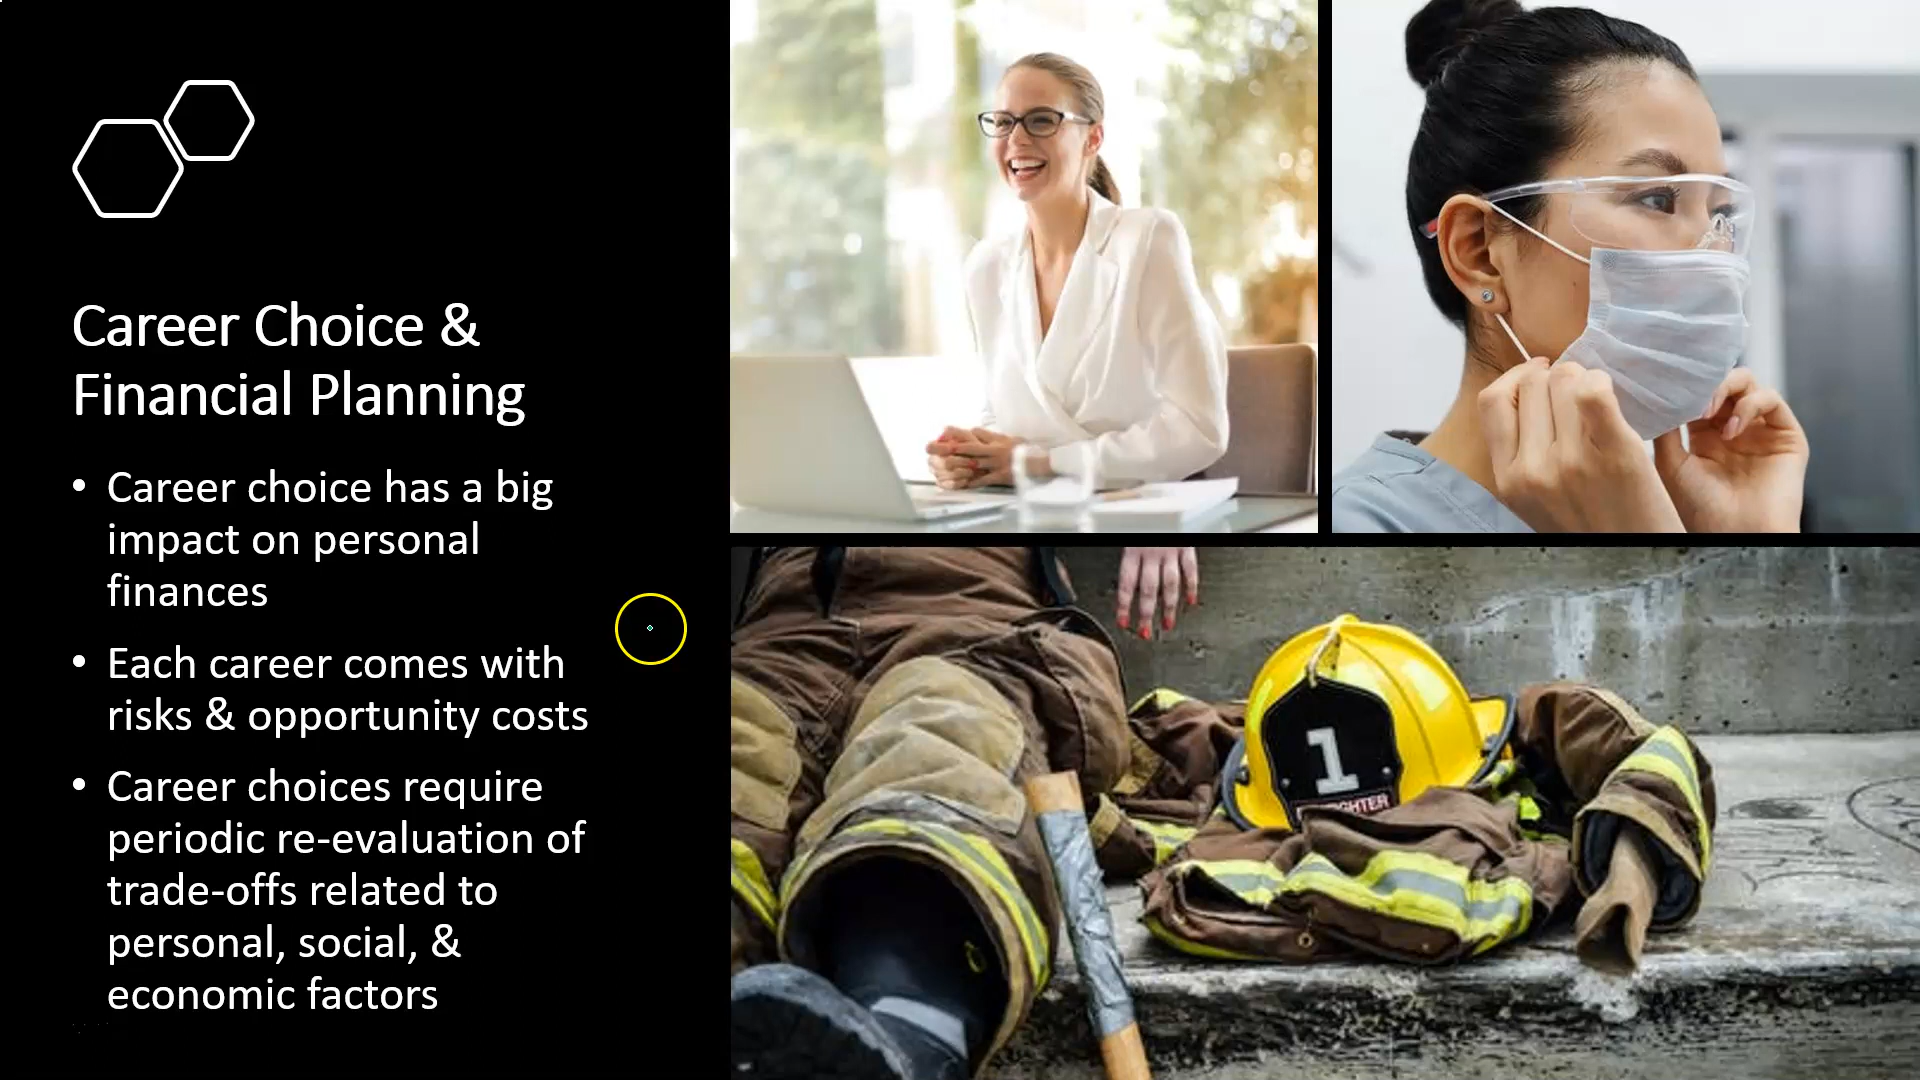 Career Choice &
Financial Planning
• Career choice has a big
impact on personal
finances
• Each career comes with
risks & opportunity costs
• Career choices require
periodic re-evaluation of
trade-offs related to
personal, social, &
economic factors
1